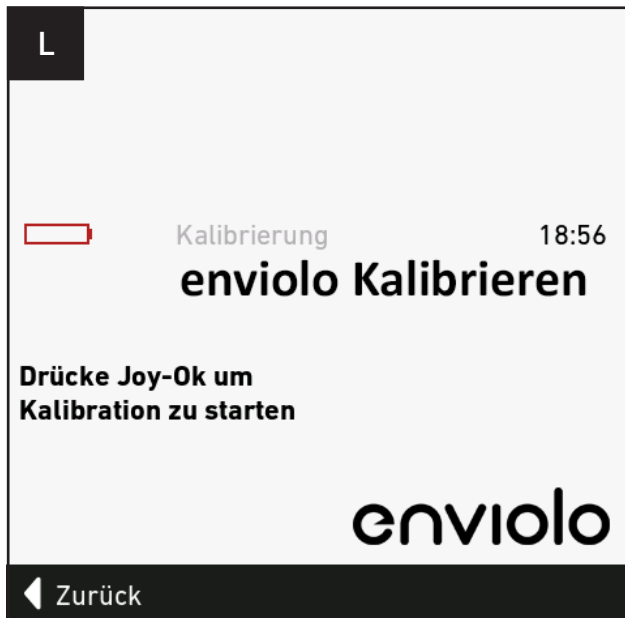 L
Kalibrierung 18:56
enviolo Kalibrieren
Drücke Joy-Ok um
Kalibration zu starten
enviolo
Zurück